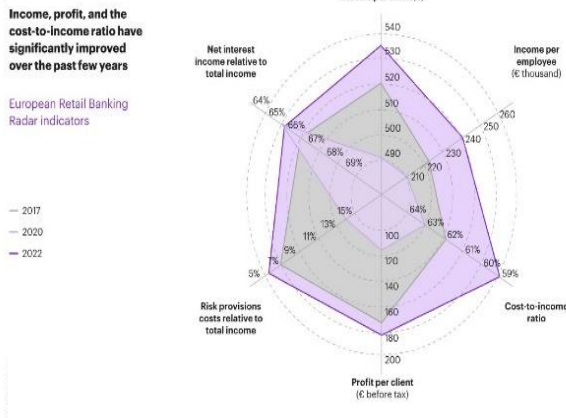 Income, profit, and the
cost-to-income ratio have
significantly improved
over the past few years
European Retail Banking
Radar indicators
2017
2020
2022
540
530
520
510
500
490
Income per
employee
(€ thousand)
260
250
240
230
220
210
Net interest
income relative to
total income
64%
65%
66%
67%
68%
69%
64%
63%
62%
61%
60%
59%
Cost-to-income
ratio
15%
13%
11%
9%
7%
5%
Risk provisions
costs relative to
total income
100
120
140
160
180
200
Profit per client
(€ before tax)